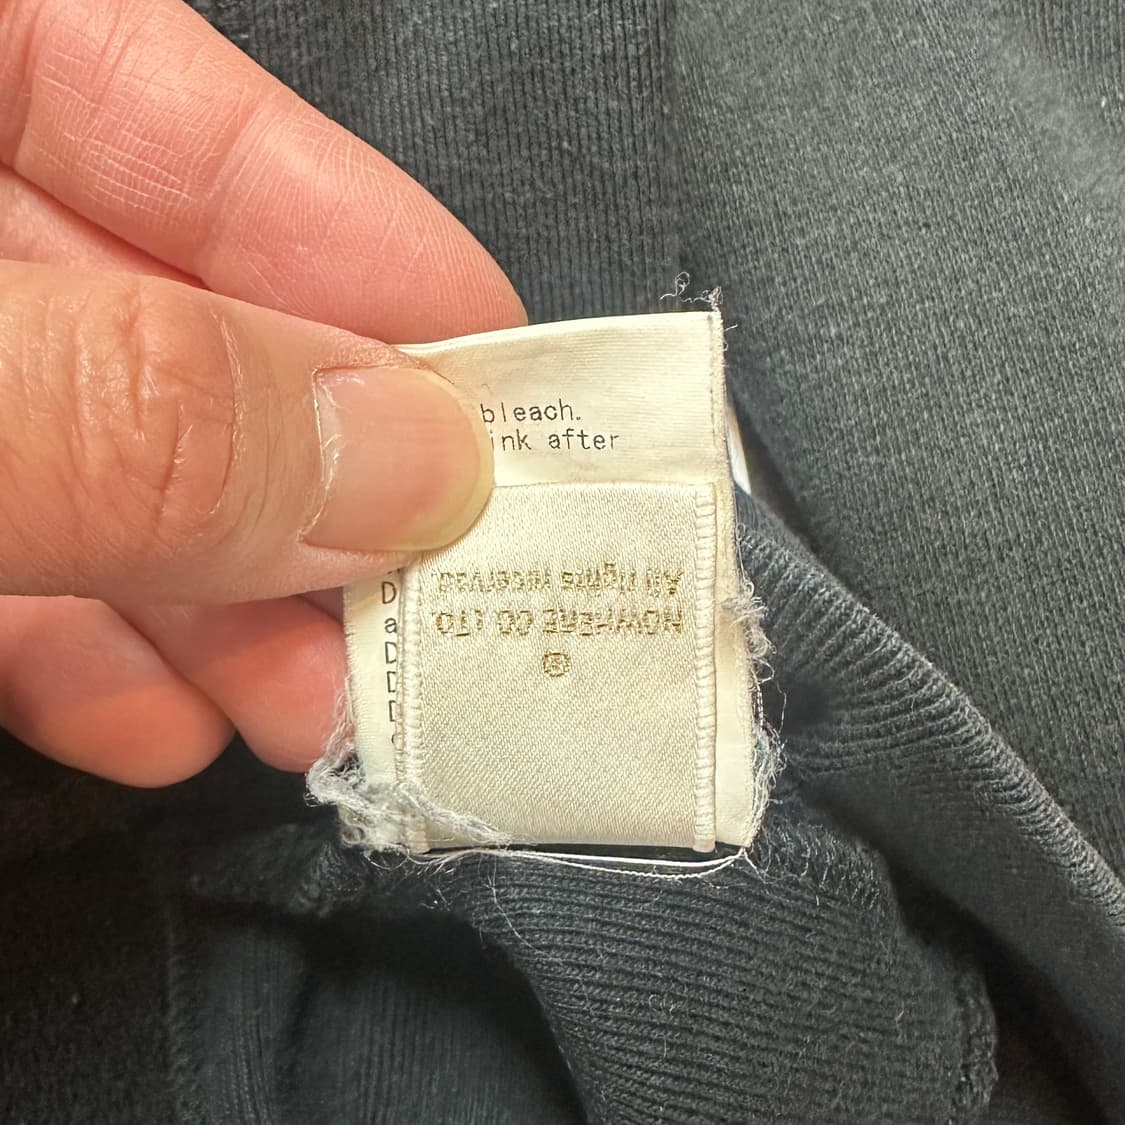 bleach.
ink after
D
a
D
D
NOWHERE CO LTD.
All rights reserved.